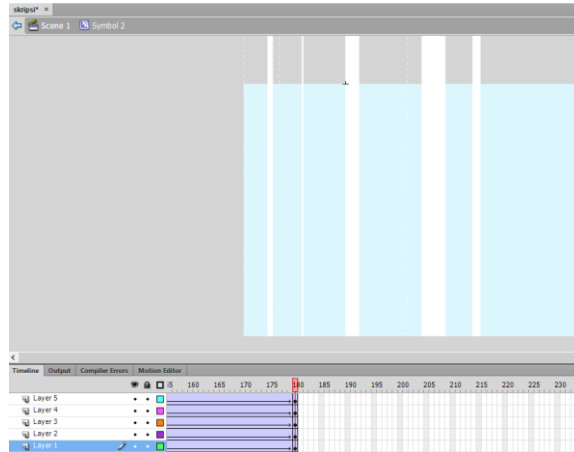 skripsi* ×
Scene 1 Symbol 2
Timeline Output Compiler Errors Motion Editor
5 160 165 170 175 180 185 190 195 200 205 210 215 220 225 230
Layer 5
Layer 4
Layer 3
Layer 2
Layer 1